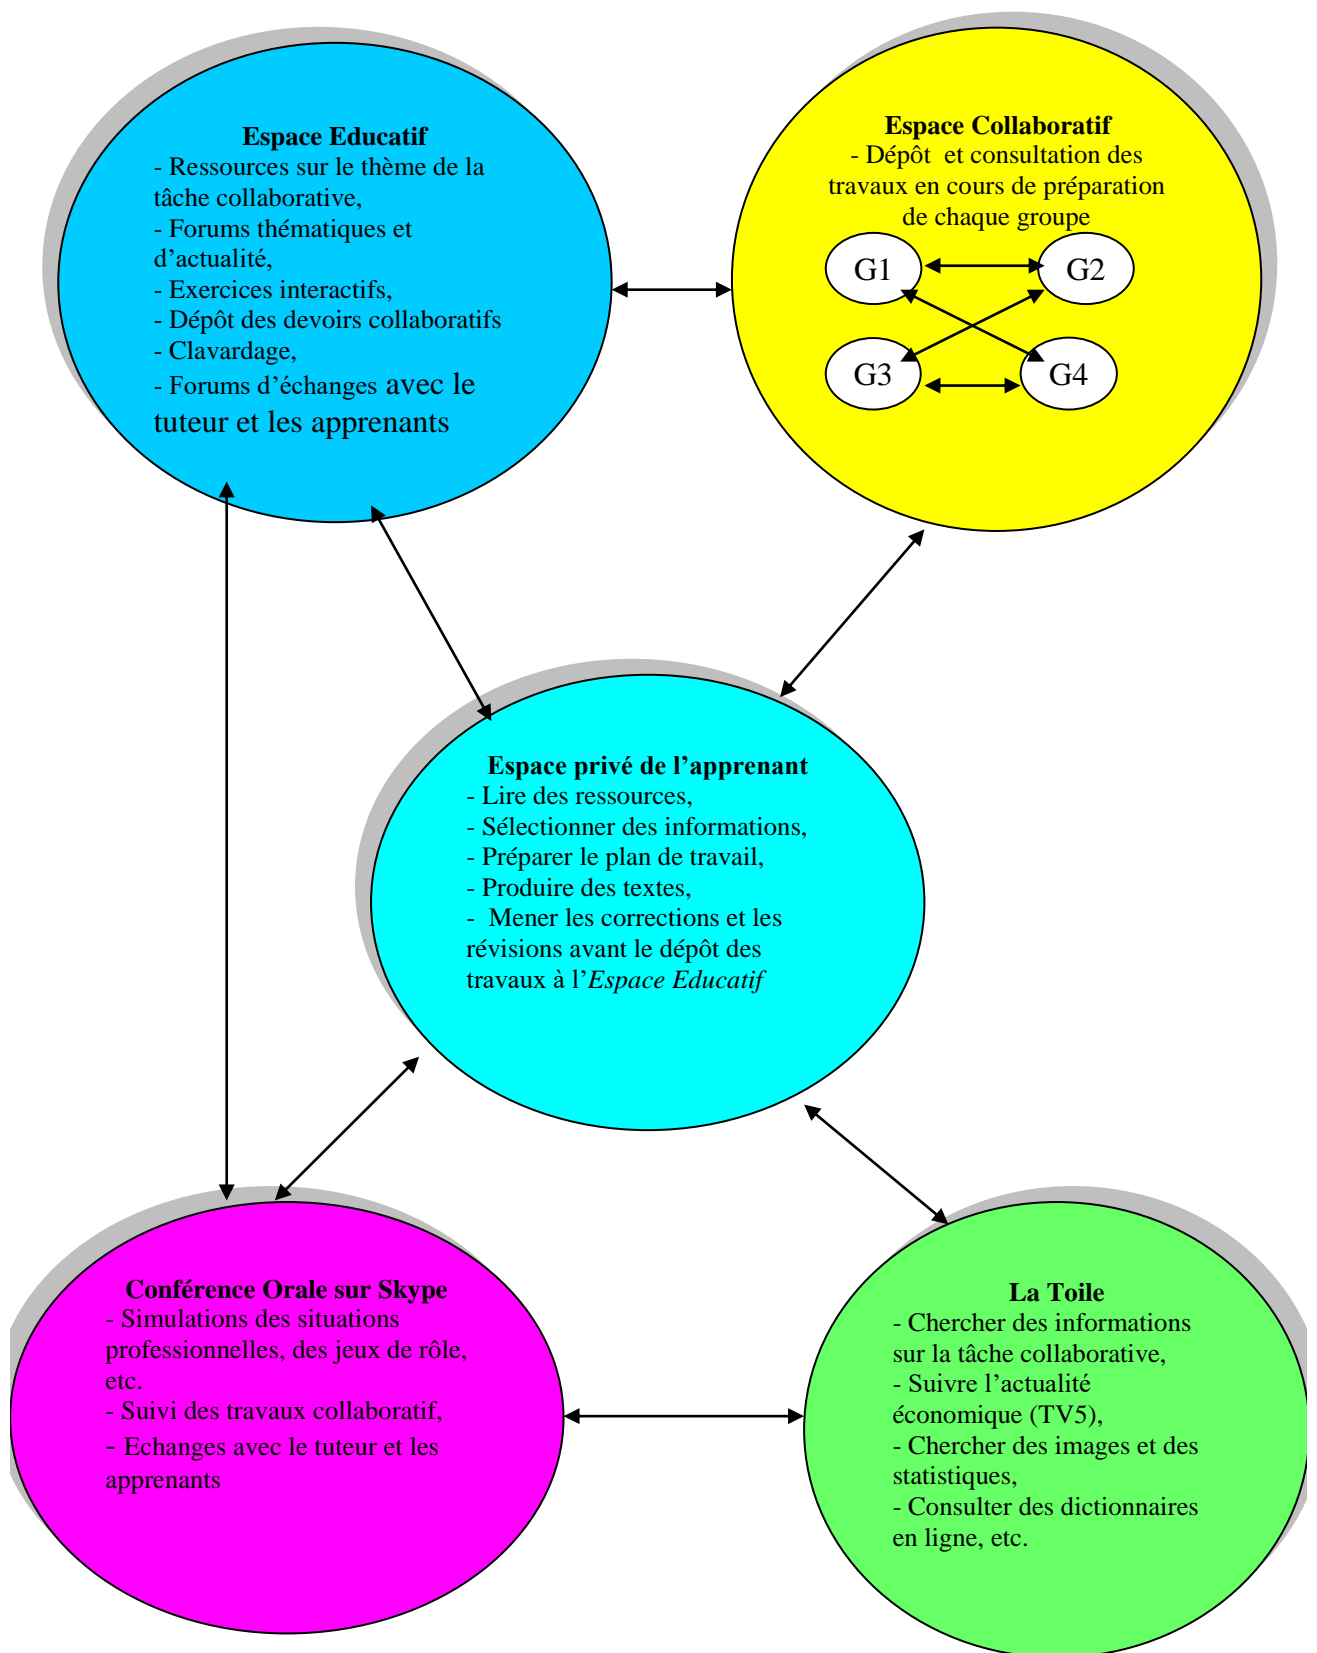 Espace Educatif
- Ressources sur le thème de la
tâche collaborative,
- Forums thématiques et
d’actualité,
- Exercices interactifs,
- Dépôt des devoirs collaboratifs
- Clavardage,
- Forums d’échanges avec le
tuteur et les apprenants
Espace Collaboratif
- Dépôt et consultation des
travaux en cours de préparation
de chaque groupe
G1
G2
G3
G4
Espace privé de l’apprenant
- Lire des ressources,
- Sélectionner des informations,
- Préparer le plan de travail,
- Produire des textes,
- Mener les corrections et les
révisions avant le dépôt des
travaux à l’Espace Educatif
Conférence Orale sur Skype
- Simulations des situations
professionnelles, des jeux de rôle,
etc.
- Suivi des travaux collaboratif,
- Echanges avec le tuteur et les
apprenants
La Toile
- Chercher des informations
sur la tâche collaborative,
- Suivre l’actualité
économique (TV5),
- Chercher des images et des
statistiques,
- Consulter des dictionnaires
en ligne, etc.